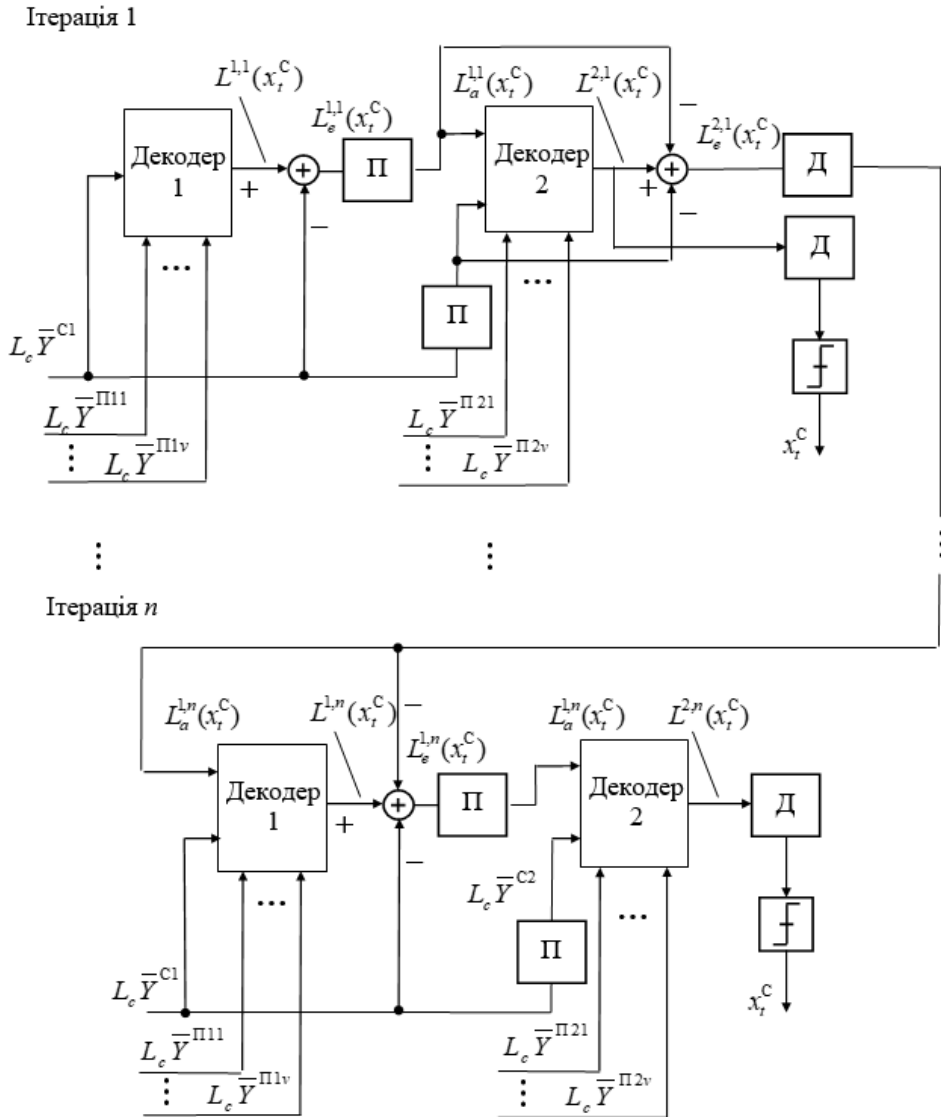 Ітерація 1
L^{1,1}(x_t^C)
L_e^{1,1}(x_t^C)
L_a^{1,1}(x_t^C)
L^{2,1}(x_t^C)
L_e^{2,1}(x_t^C)
Декодер
1
+
−
П
Декодер
2
+
−
−
Д
Д
...
...
П
L_c Y̅^{С1}
L_c Y̅^{П11}
⋮
L_c Y̅^{П1v}
L_c Y̅^{П21}
⋮
L_c Y̅^{П2v}
x_t^C
⋮
⋮
⋮
Ітерація n
L_a^{1,n}(x_t^C)
L^{1,n}(x_t^C)
L_e^{1,n}(x_t^C)
L_a^{1,n}(x_t^C)
L^{2,n}(x_t^C)
Декодер
1
+
−
−
П
Декодер
2
Д
...
...
L_c Y̅^{С2}
П
L_c Y̅^{С1}
L_c Y̅^{П11}
⋮
L_c Y̅^{П1v}
L_c Y̅^{П21}
⋮
L_c Y̅^{П2v}
x_t^C